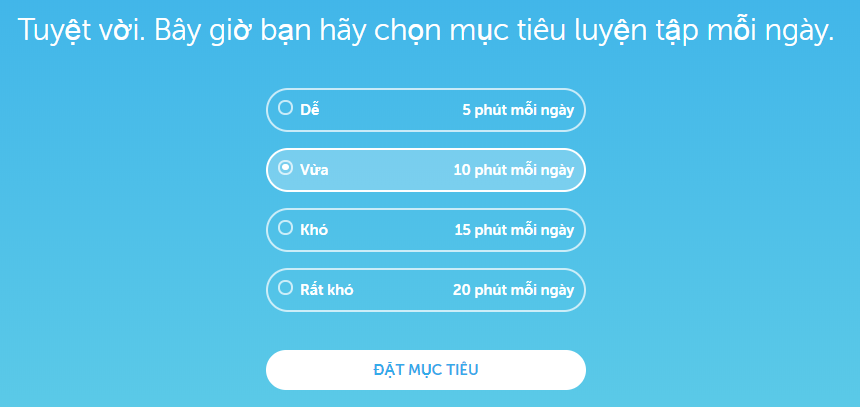 Tuyệt vời. Bây giờ bạn hãy chọn mục tiêu luyện tập mỗi ngày.
Dễ 5 phút mỗi ngày
Vừa 10 phút mỗi ngày
Khó 15 phút mỗi ngày
Rất khó 20 phút mỗi ngày
ĐẶT MỤC TIÊU